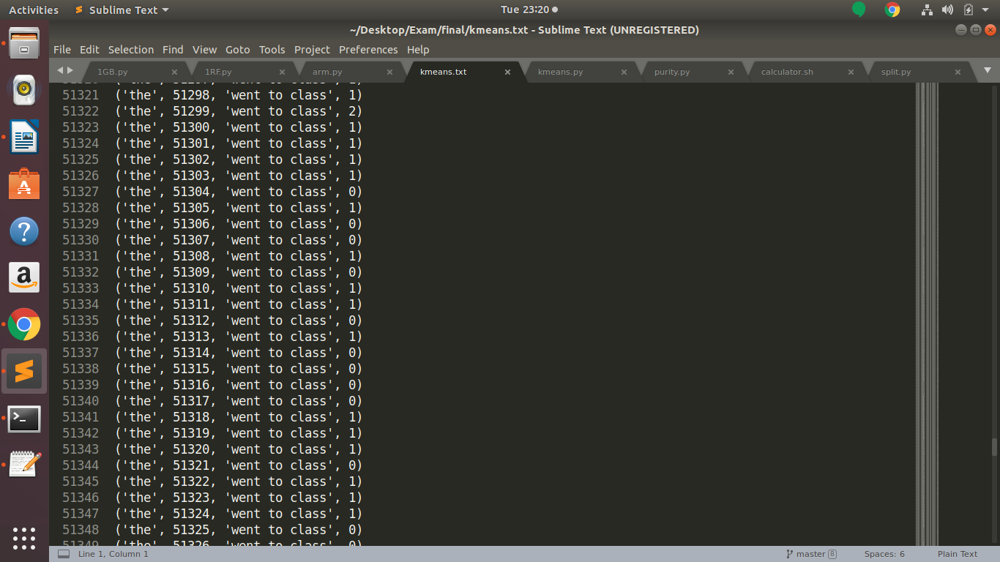 Activities Sublime Text Tue 23:20
~/Desktop/Exam/final/kmeans.txt - Sublime Text (UNREGISTERED)
File Edit Selection Find View Goto Tools Project Preferences Help
1GB.py 1RF.py arm.py kmeans.txt kmeans.py purity.py calculator.sh split.py
51321 ('the', 51298, 'went to class', 1)
51322 ('the', 51299, 'went to class', 2)
51323 ('the', 51300, 'went to class', 1)
51324 ('the', 51301, 'went to class', 1)
51325 ('the', 51302, 'went to class', 1)
51326 ('the', 51303, 'went to class', 1)
51327 ('the', 51304, 'went to class', 0)
51328 ('the', 51305, 'went to class', 1)
51329 ('the', 51306, 'went to class', 0)
51330 ('the', 51307, 'went to class', 0)
51331 ('the', 51308, 'went to class', 1)
51332 ('the', 51309, 'went to class', 0)
51333 ('the', 51310, 'went to class', 1)
51334 ('the', 51311, 'went to class', 1)
51335 ('the', 51312, 'went to class', 0)
51336 ('the', 51313, 'went to class', 1)
51337 ('the', 51314, 'went to class', 0)
51338 ('the', 51315, 'went to class', 0)
51339 ('the', 51316, 'went to class', 0)
51340 ('the', 51317, 'went to class', 0)
51341 ('the', 51318, 'went to class', 1)
51342 ('the', 51319, 'went to class', 1)
51343 ('the', 51320, 'went to class', 1)
51344 ('the', 51321, 'went to class', 0)
51345 ('the', 51322, 'went to class', 1)
51346 ('the', 51323, 'went to class', 1)
51347 ('the', 51324, 'went to class', 1)
51348 ('the', 51325, 'went to class', 0)
51349 ('the', 51326, 'went to class', 0)
Line 1, Column 1 master 8 Spaces: 6 Plain Text